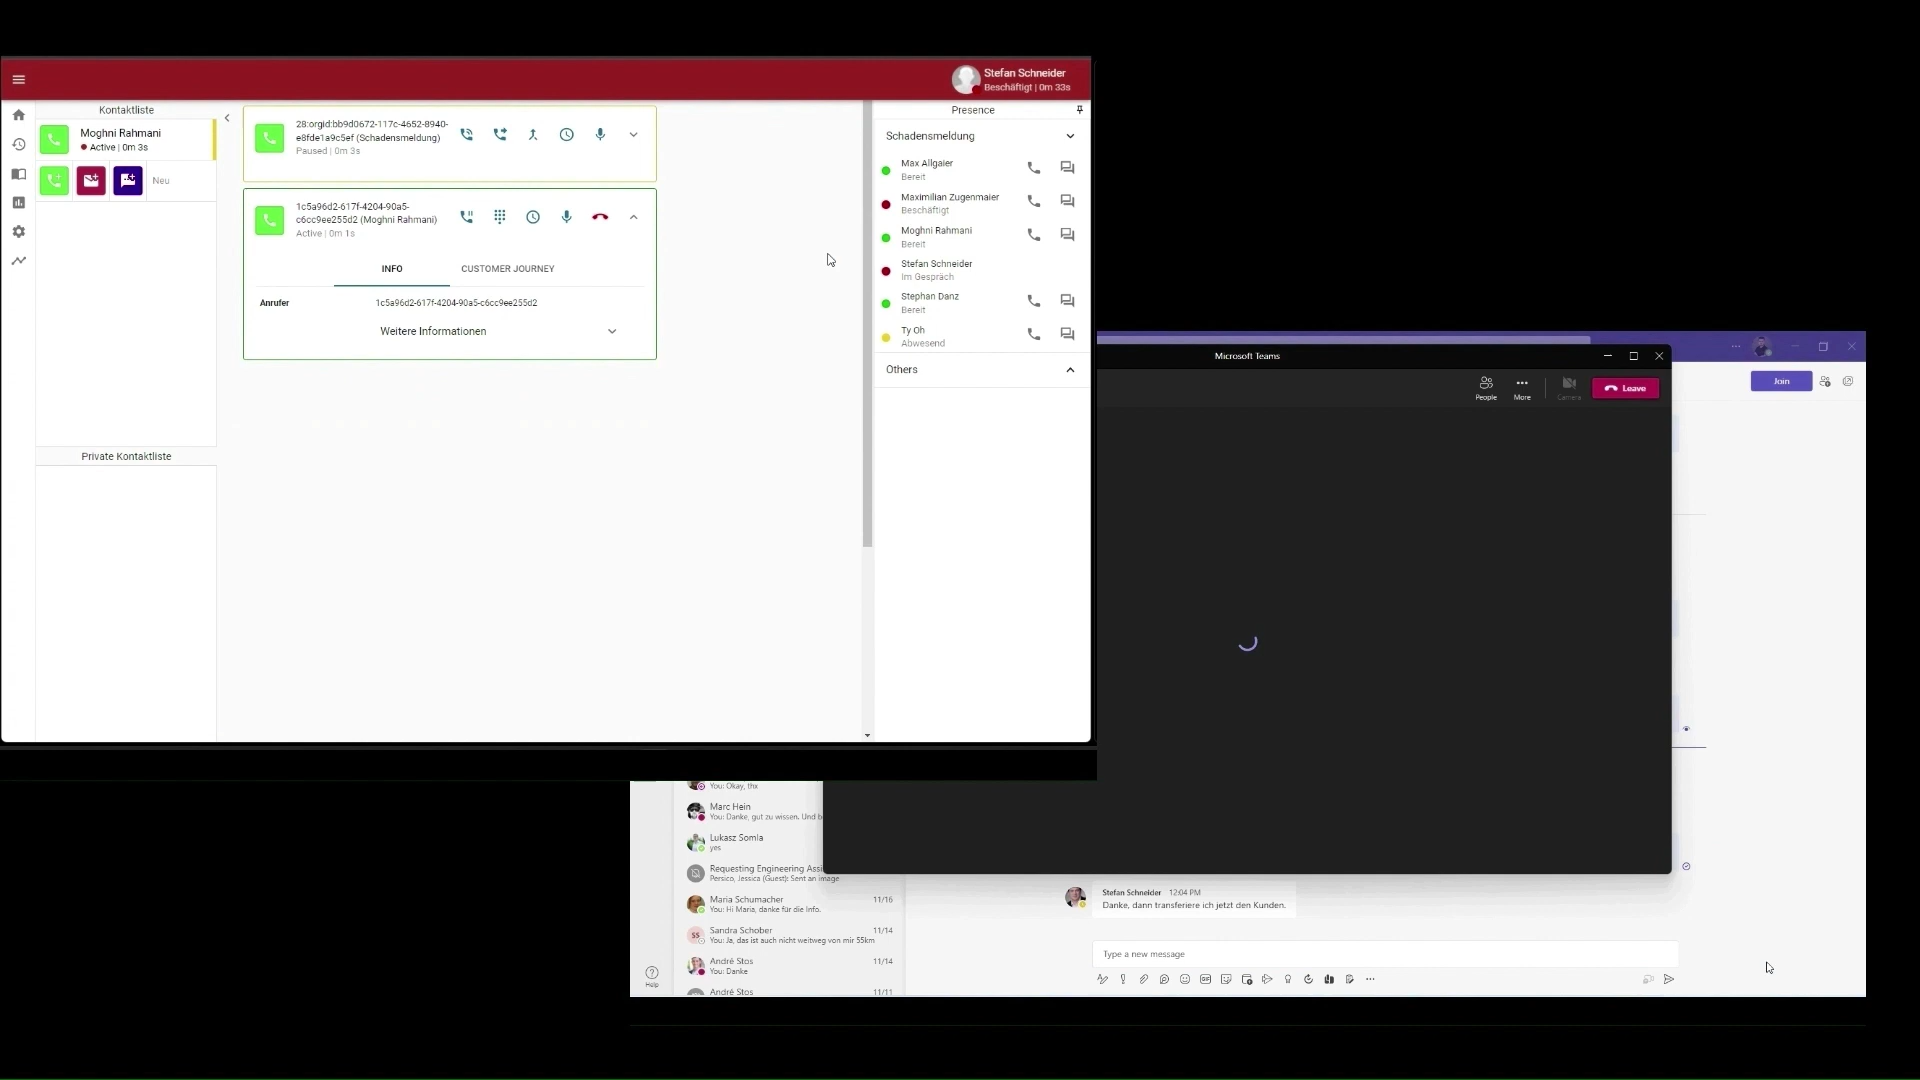 Stefan Schneider
Beschäftigt | 0m 33s
Kontaktliste
Moghni Rahmani
Active | 0m 3s
Neu
Private Kontaktliste
28:orgid:bb9d0672-117c-4652-8940-
e8fde1a9c5ef (Schadensmeldung)
Paused | 0m 3s
1c5a96d2-617f-4204-90a5-
c6cc9ee255d2 (Moghni Rahmani)
Active | 0m 1s
INFO
CUSTOMER JOURNEY
Anrufer
1c5a96d2-617f-4204-90a5-c6cc9ee255d2
Weitere Informationen
Presence
Schadensmeldung
Max Allgaier
Bereit
Maximilian Zugenmaier
Beschäftigt
Moghni Rahmani
Bereit
Stefan Schneider
Im Gespräch
Stephan Danz
Bereit
Ty Oh
Abwesend
Others
Microsoft Teams
People
More
Camera
Leave
Join
You: Okay, thx
Marc Hein
You: Danke, gut zu wissen. Und b
Lukasz Somla
yes
Requesting Engineering Assi
Persico, Jessica (Guest): Sent an image
Maria Schumacher 11/16
You: Hi Maria, danke für die Info.
SS
Sandra Schober 11/14
You: Ja, das ist auch nicht weitweg von mir 55km
André Stos 11/14
You: Danke
André Stos 11/11
Help
Stefan Schneider 12:04 PM
Danke, dann transferiere ich jetzt den Kunden.
Type a new message
GIF